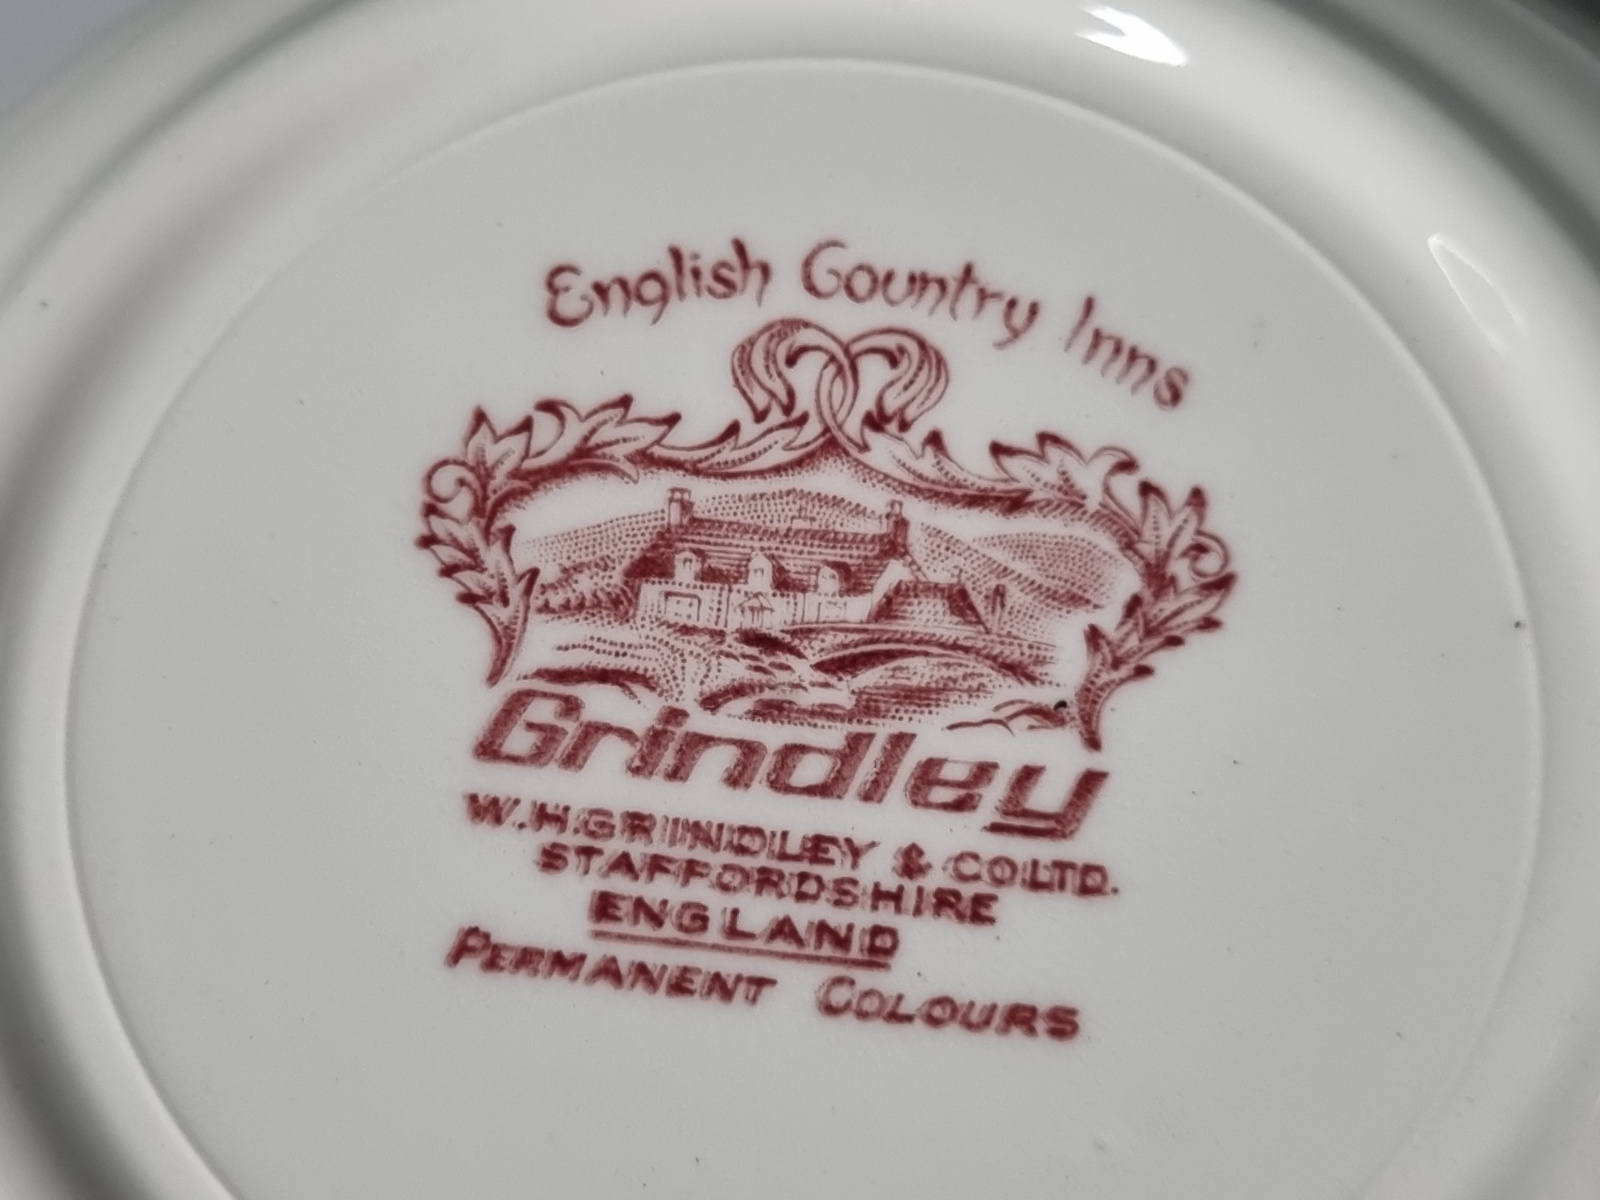 English Country Inns
Grindley
W.H.GRINDLEY & CO.LTD.
STAFFORDSHIRE
ENGLAND
PERMANENT COLOURS